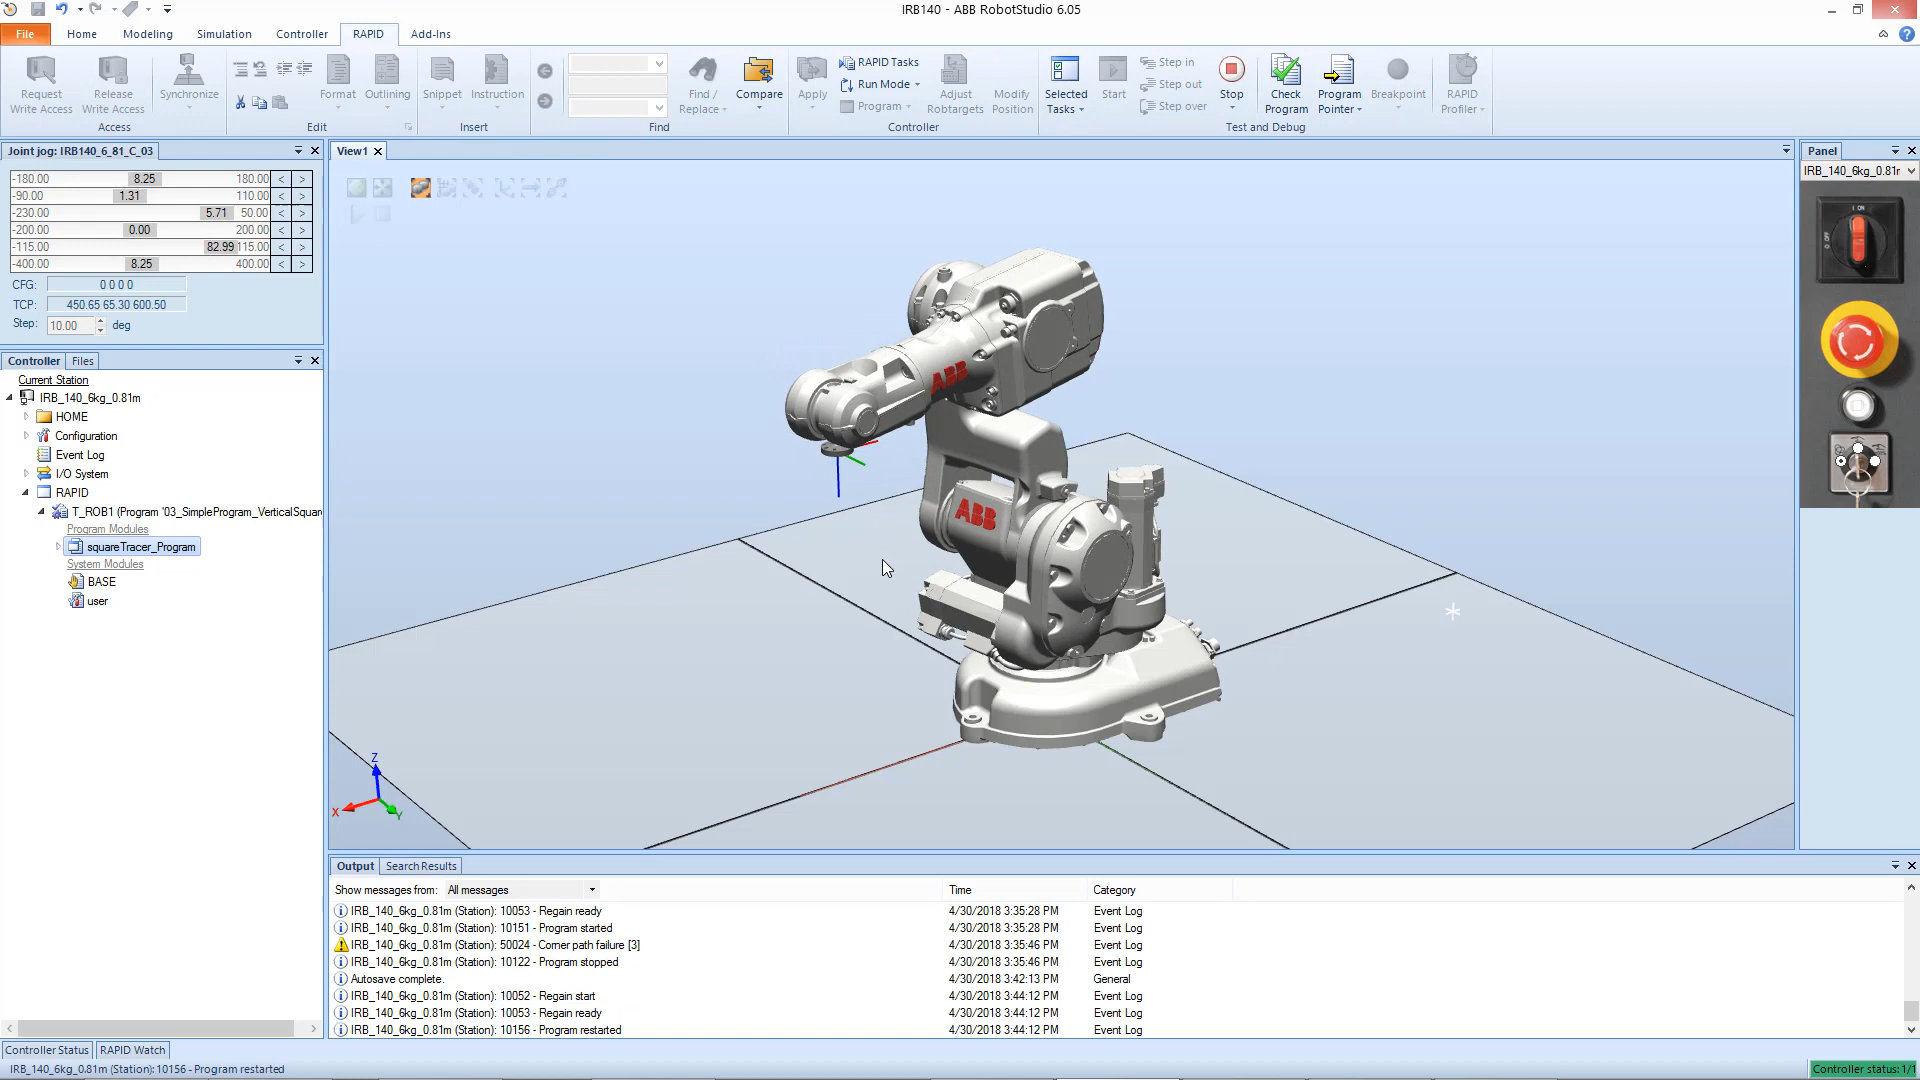 IRB140 - ABB RobotStudio 6.05
File Home Modeling Simulation Controller RAPID Add-Ins
Request Write Access
Release Write Access
Access
Synchronize
Format
Outlining
Edit
Snippet
Instruction
Insert
Find / Replace
Find
Compare
Apply
RAPID Tasks
Run Mode
Program
Adjust Robtargets
Modify Position
Controller
Selected Tasks
Start
Step in
Step out
Step over
Stop
Check Program
Program Pointer
Breakpoint
Test and Debug
RAPID Profiler
Joint jog: IRB140_6_81_C_03
-180.00 8.25 180.00 < >
-90.00 1.31 110.00 < >
-230.00 5.71 50.00 < >
-200.00 0.00 200.00 < >
-115.00 82.99 115.00 < >
-400.00 8.25 400.00 < >
CFG: 0 0 0 0
TCP: 450.65 65.30 600.50
Step: 10.00 deg
Controller Files
Current Station
IRB_140_6kg_0.81m
HOME
Configuration
Event Log
I/O System
RAPID
T_ROB1 (Program '03_SimpleProgram_VerticalSquar
Program Modules
squareTracer_Program
System Modules
BASE
user
View1
ABB
ABB
Z
X
Y
Panel
IRB_140_6kg_0.81r
I ON
O OFF
Output Search Results
Show messages from: All messages Time Category
IRB_140_6kg_0.81m (Station): 10053 - Regain ready 4/30/2018 3:35:28 PM Event Log
IRB_140_6kg_0.81m (Station): 10151 - Program started 4/30/2018 3:35:28 PM Event Log
IRB_140_6kg_0.81m (Station): 50024 - Corner path failure [3] 4/30/2018 3:35:46 PM Event Log
IRB_140_6kg_0.81m (Station): 10122 - Program stopped 4/30/2018 3:35:46 PM Event Log
Autosave complete. 4/30/2018 3:42:13 PM General
IRB_140_6kg_0.81m (Station): 10052 - Regain start 4/30/2018 3:44:12 PM Event Log
IRB_140_6kg_0.81m (Station): 10053 - Regain ready 4/30/2018 3:44:12 PM Event Log
IRB_140_6kg_0.81m (Station): 10156 - Program restarted 4/30/2018 3:44:12 PM Event Log
Controller Status RAPID Watch
IRB_140_6kg_0.81m (Station): 10156 - Program restarted
Controller status: 1/1